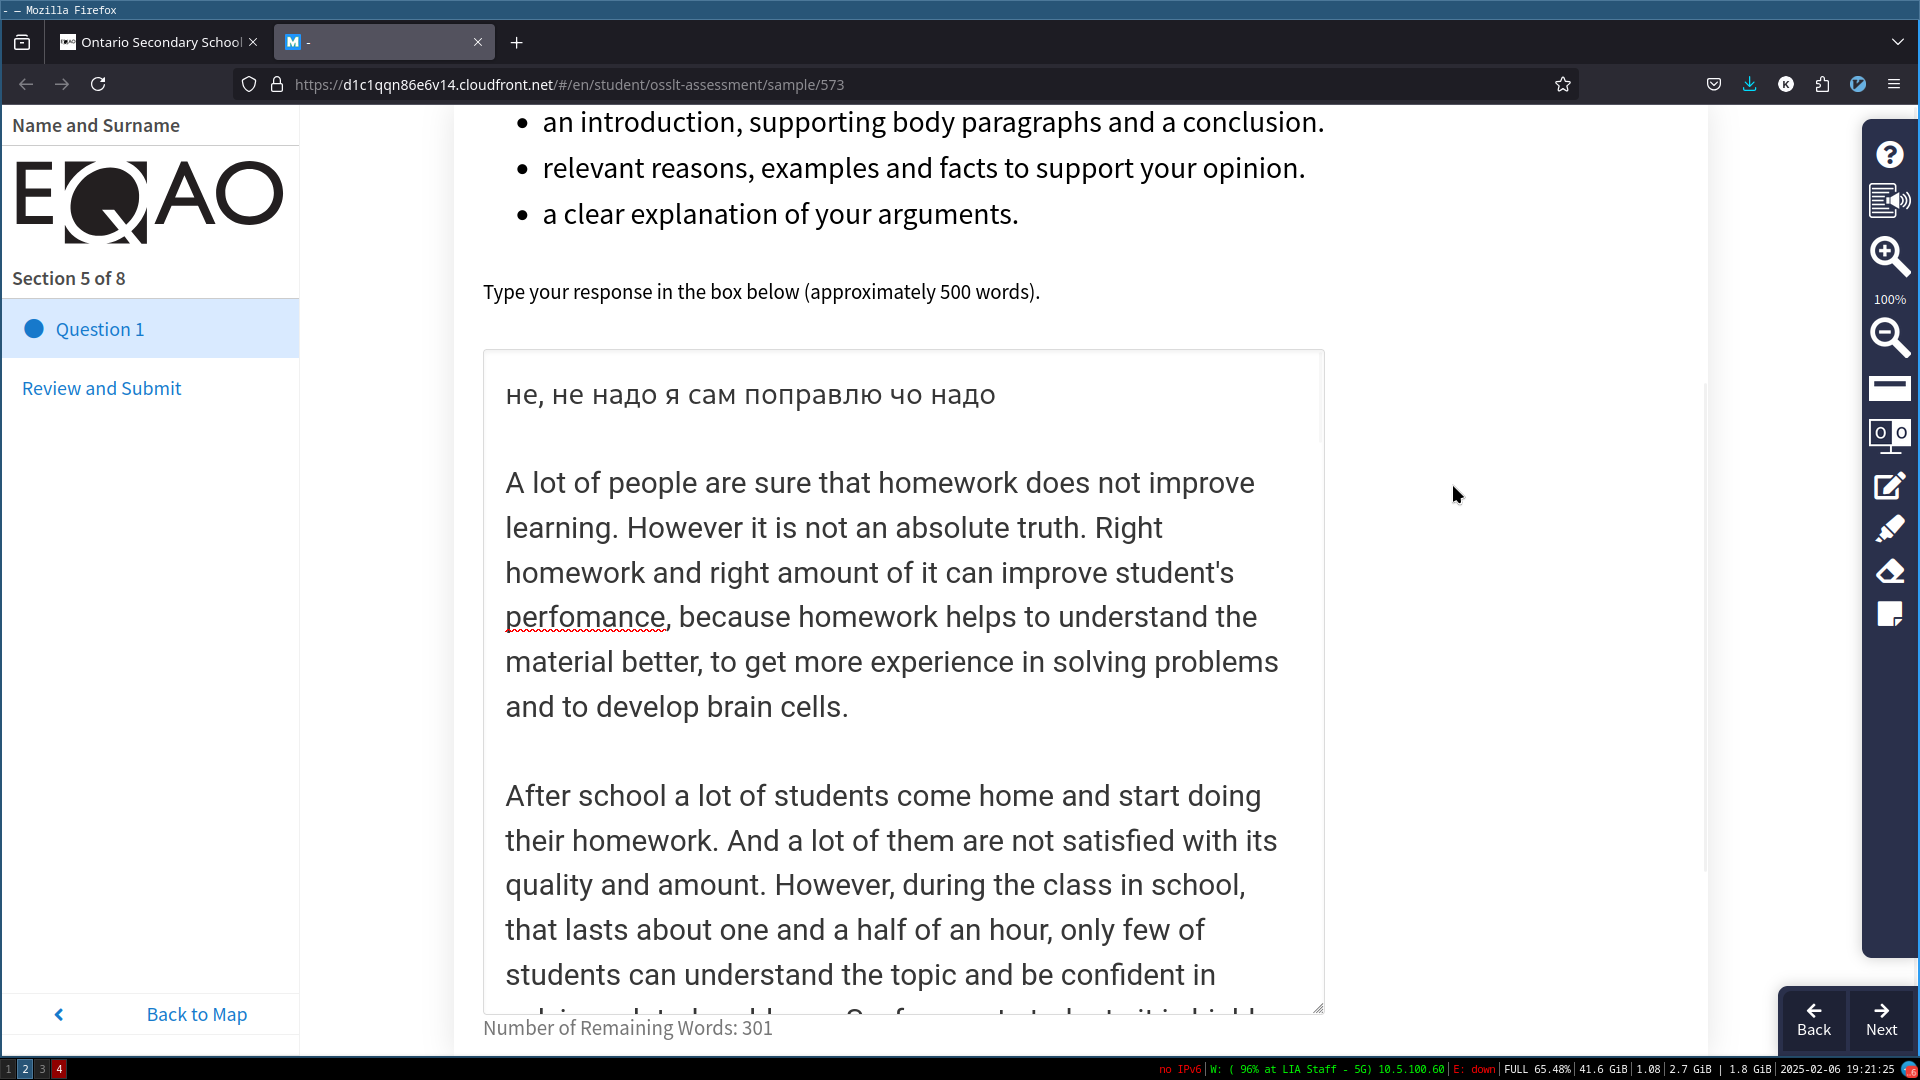 - — Mozilla Firefox
Ontario Secondary School
-
https://d1c1qqn86e6v14.cloudfront.net/#/en/student/osslt-assessment/sample/573
Name and Surname
EQAO
Section 5 of 8
Question 1
Review and Submit
Back to Map
an introduction, supporting body paragraphs and a conclusion.
relevant reasons, examples and facts to support your opinion.
a clear explanation of your arguments.
Type your response in the box below (approximately 500 words).
не, не надо я сам поправлю чо надо
A lot of people are sure that homework does not improve
learning. However it is not an absolute truth. Right
homework and right amount of it can improve student's
perfomance, because homework helps to understand the
material better, to get more experience in solving problems
and to develop brain cells.
After school a lot of students come home and start doing
their homework. And a lot of them are not satisfied with its
quality and amount. However, during the class in school,
that lasts about one and a half of an hour, only few of
students can understand the topic and be confident in
Number of Remaining Words: 301
100%
Back
Next
1 2 3 4
no IPv6 | W: ( 96% at LIA Staff - 5G) 10.5.100.60 | E: down | FULL 65.48% | 41.6 GiB | 1.08 | 2.7 GiB | 1.8 GiB | 2025-02-06 19:21:25